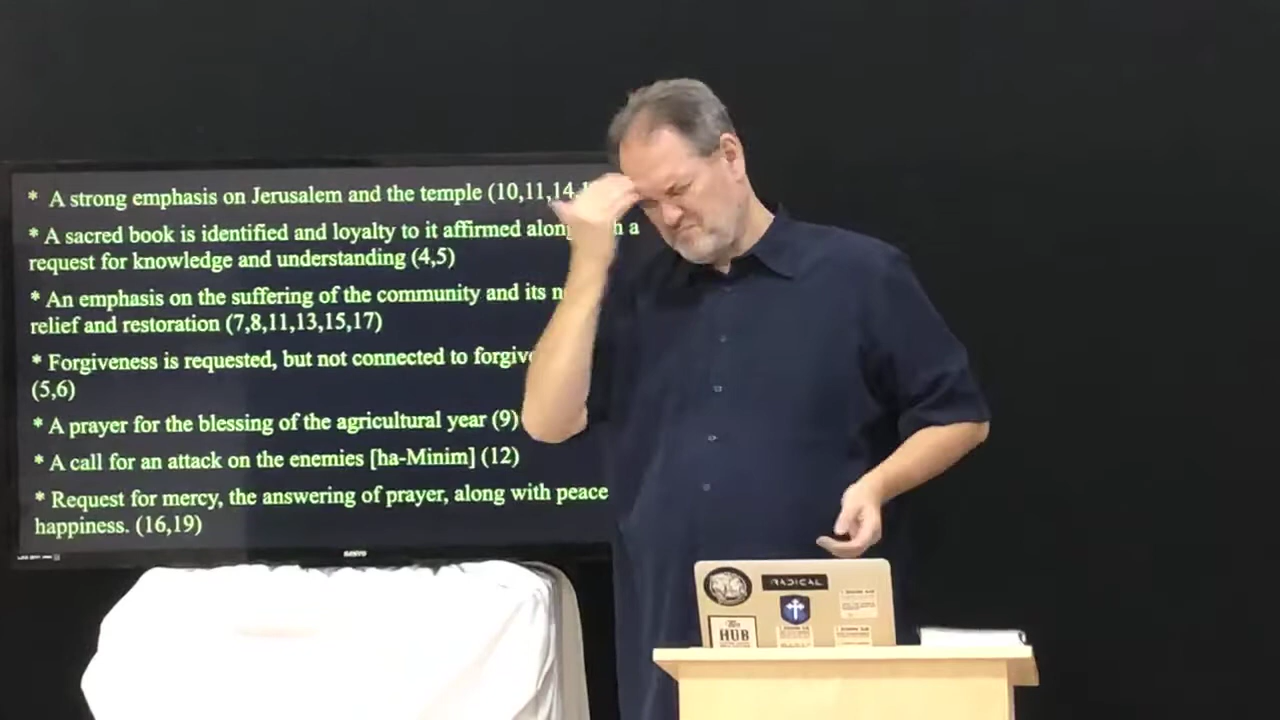 * A strong emphasis on Jerusalem and the temple (10,11,14,
* A sacred book is identified and loyalty to it affirmed along h a
request for knowledge and understanding (4,5)
* An emphasis on the suffering of the community and its n
relief and restoration (7,8,11,13,15,17)
* Forgiveness is requested, but not connected to forgive
(5,6)
* A prayer for the blessing of the agricultural year (9)
* A call for an attack on the enemies [ha-Minim] (12)
* Request for mercy, the answering of prayer, along with peace
happiness. (16,19)
SANYO
RADICAL
The
HUB